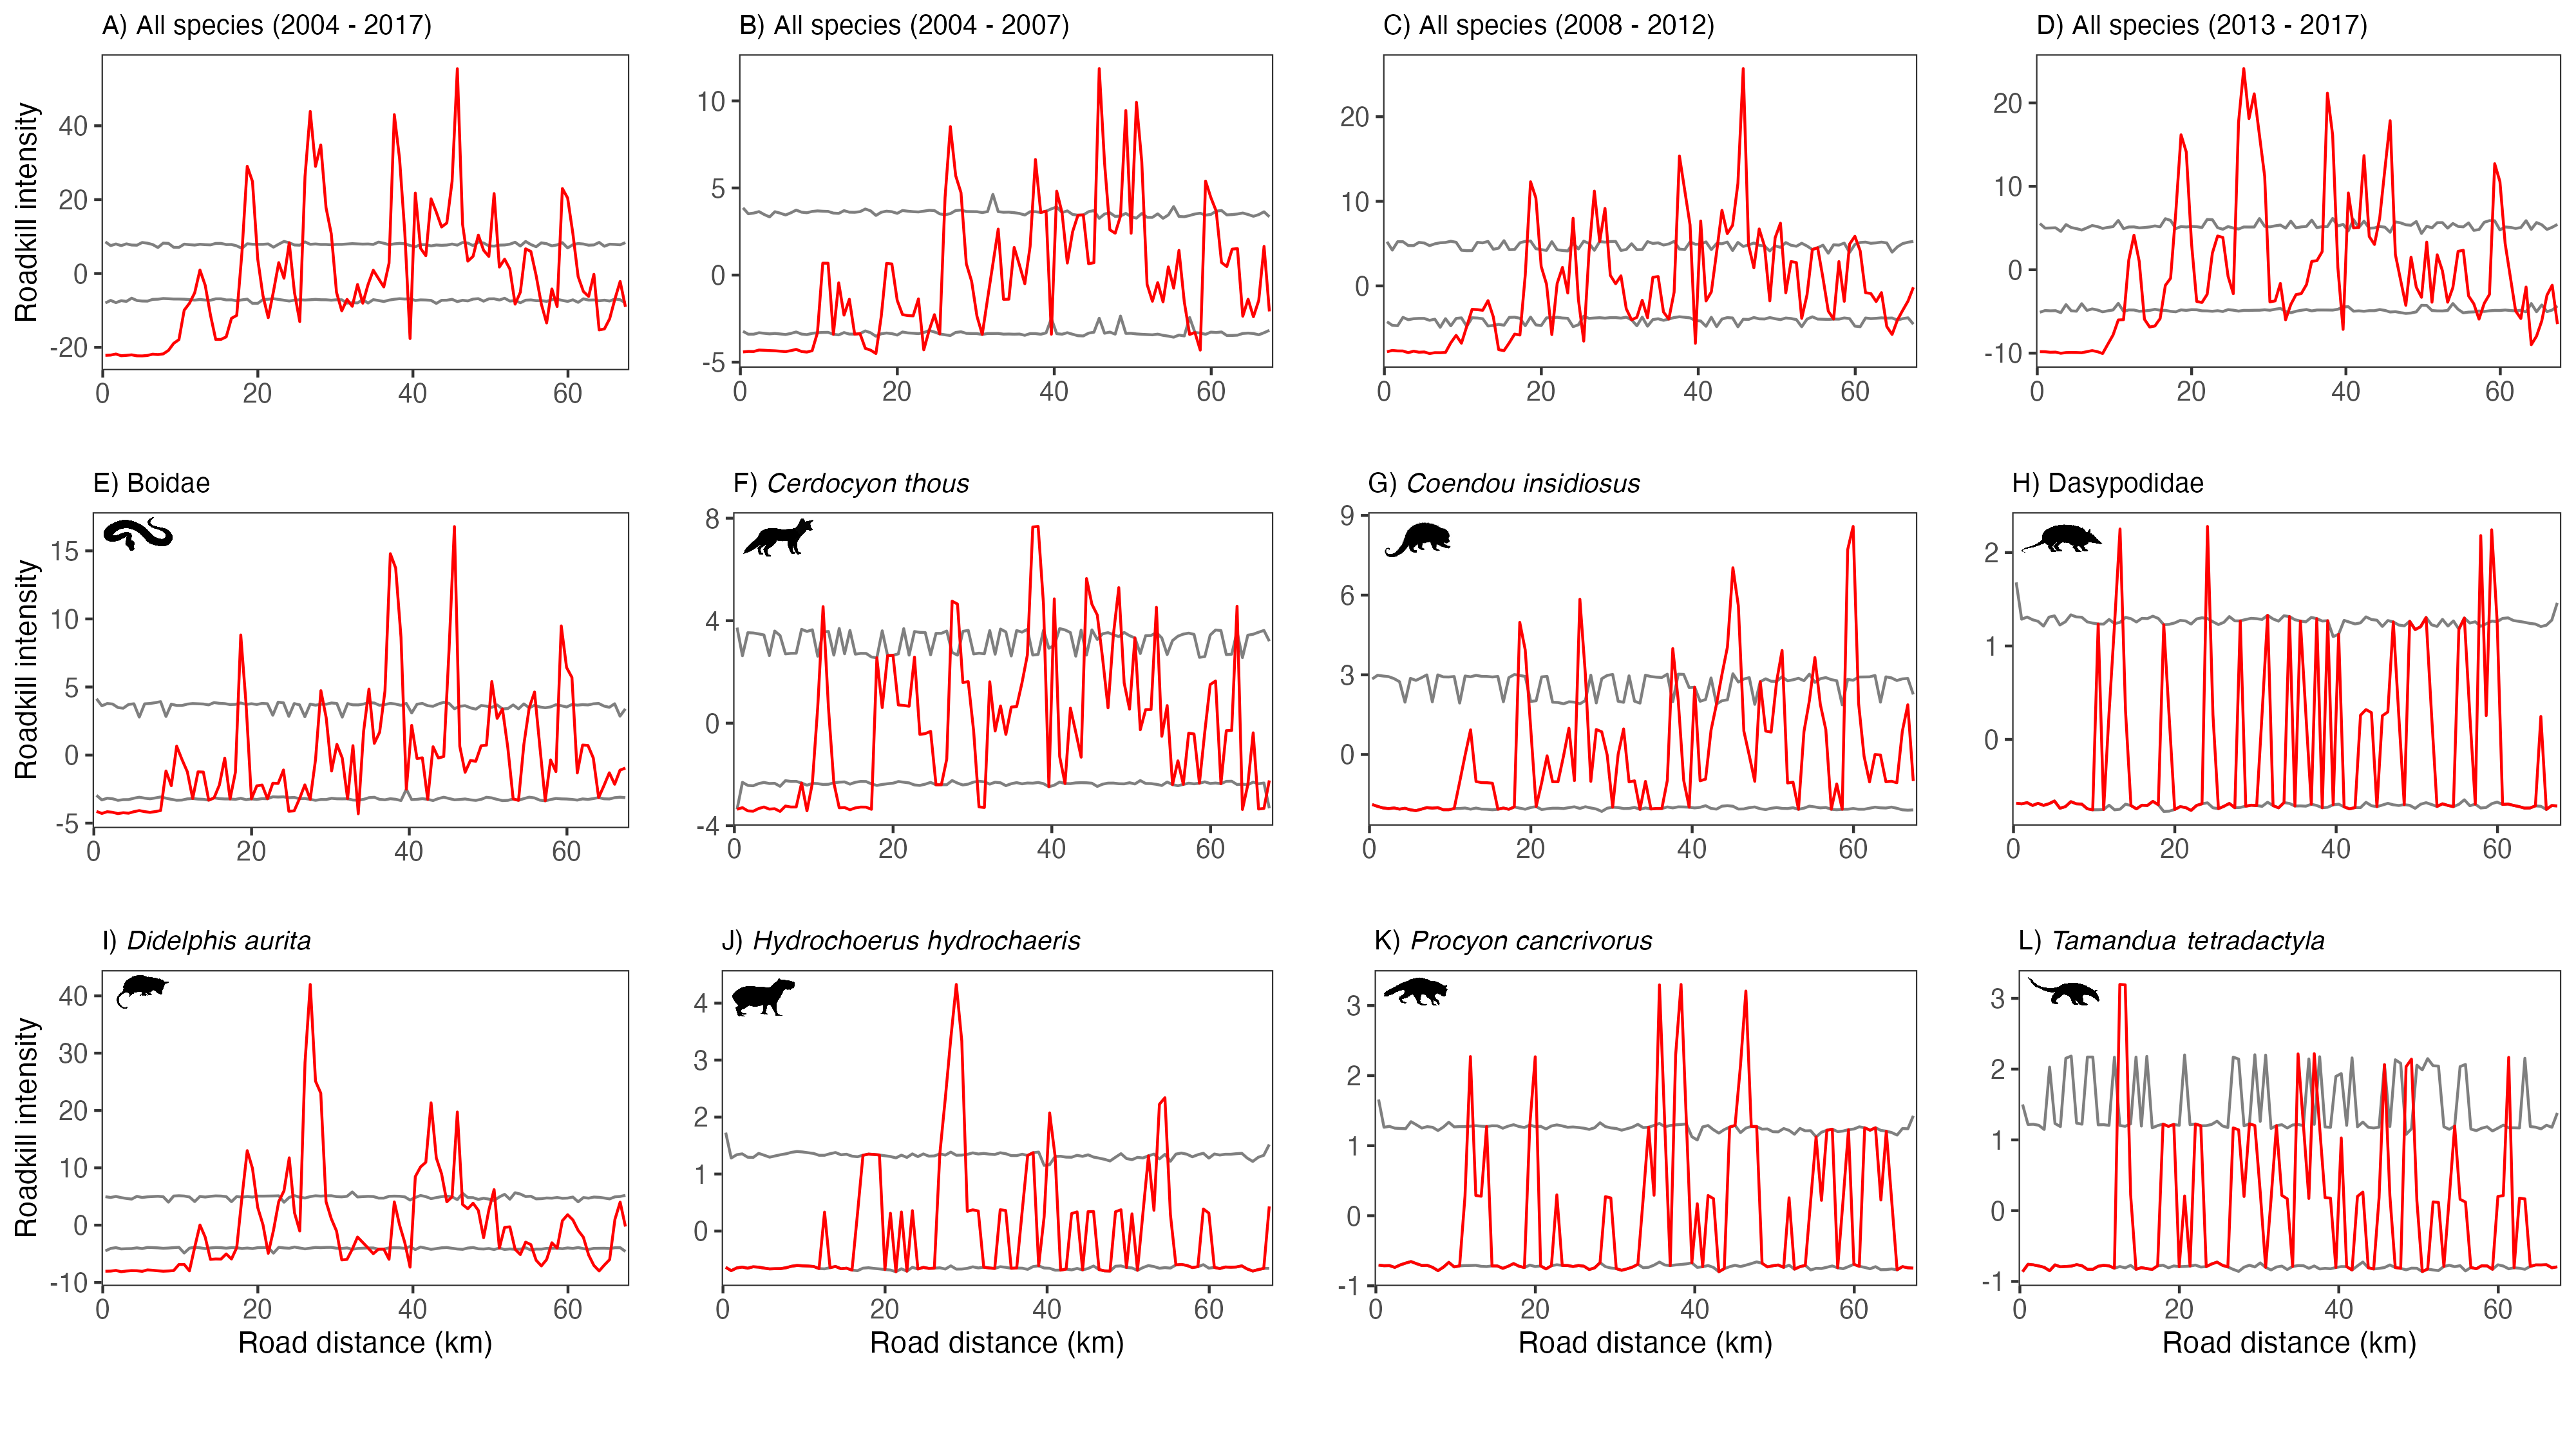 A) All species (2004 - 2017)
B) All species (2004 - 2007)
C) All species (2008 - 2012)
D) All species (2013 - 2017)
Roadkill intensity
40
20
0
-20
0 20 40 60
10
5
0
-5
0 20 40 60
20
10
0
0 20 40 60
20
10
0
-10
0 20 40 60
E) Boidae
F) Cerdocyon thous
G) Coendou insidiosus
H) Dasypodidae
Roadkill intensity
15
10
5
0
-5
0 20 40 60
8
4
0
-4
0 20 40 60
9
6
3
0
0 20 40 60
2
1
0
0 20 40 60
I) Didelphis aurita
J) Hydrochoerus hydrochaeris
K) Procyon cancrivorus
L) Tamandua tetradactyla
Roadkill intensity
40
30
20
10
0
-10
0 20 40 60
Road distance (km)
4
3
2
1
0
0 20 40 60
Road distance (km)
3
2
1
0
-1
0 20 40 60
Road distance (km)
3
2
1
0
-1
0 20 40 60
Road distance (km)